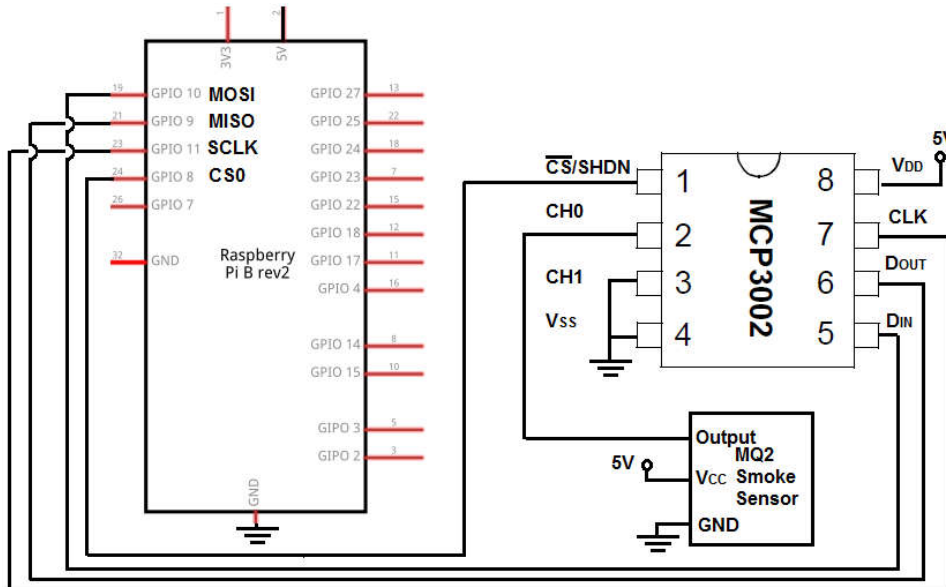 1
2
3V3
5V
19 GPIO 10 MOSI
21 GPIO 9 MISO
23 GPIO 11 SCLK
24 GPIO 8 CS0
26 GPIO 7
32 GND
GPIO 27 13
GPIO 25 22
GPIO 24 18
GPIO 23 7
GPIO 22 15
GPIO 18 12
GPIO 17 11
GPIO 4 16
GPIO 14 8
GPIO 15 10
GIPO 3 5
GIPO 2 3
Raspberry
Pi B rev2
GND
CS/SHDN
CH0
CH1
VSS
1
2
3
4
MCP3002
8
7
6
5
VDD
5V
CLK
DOUT
DIN
Output
MQ2
5V
VCC Smoke
Sensor
GND